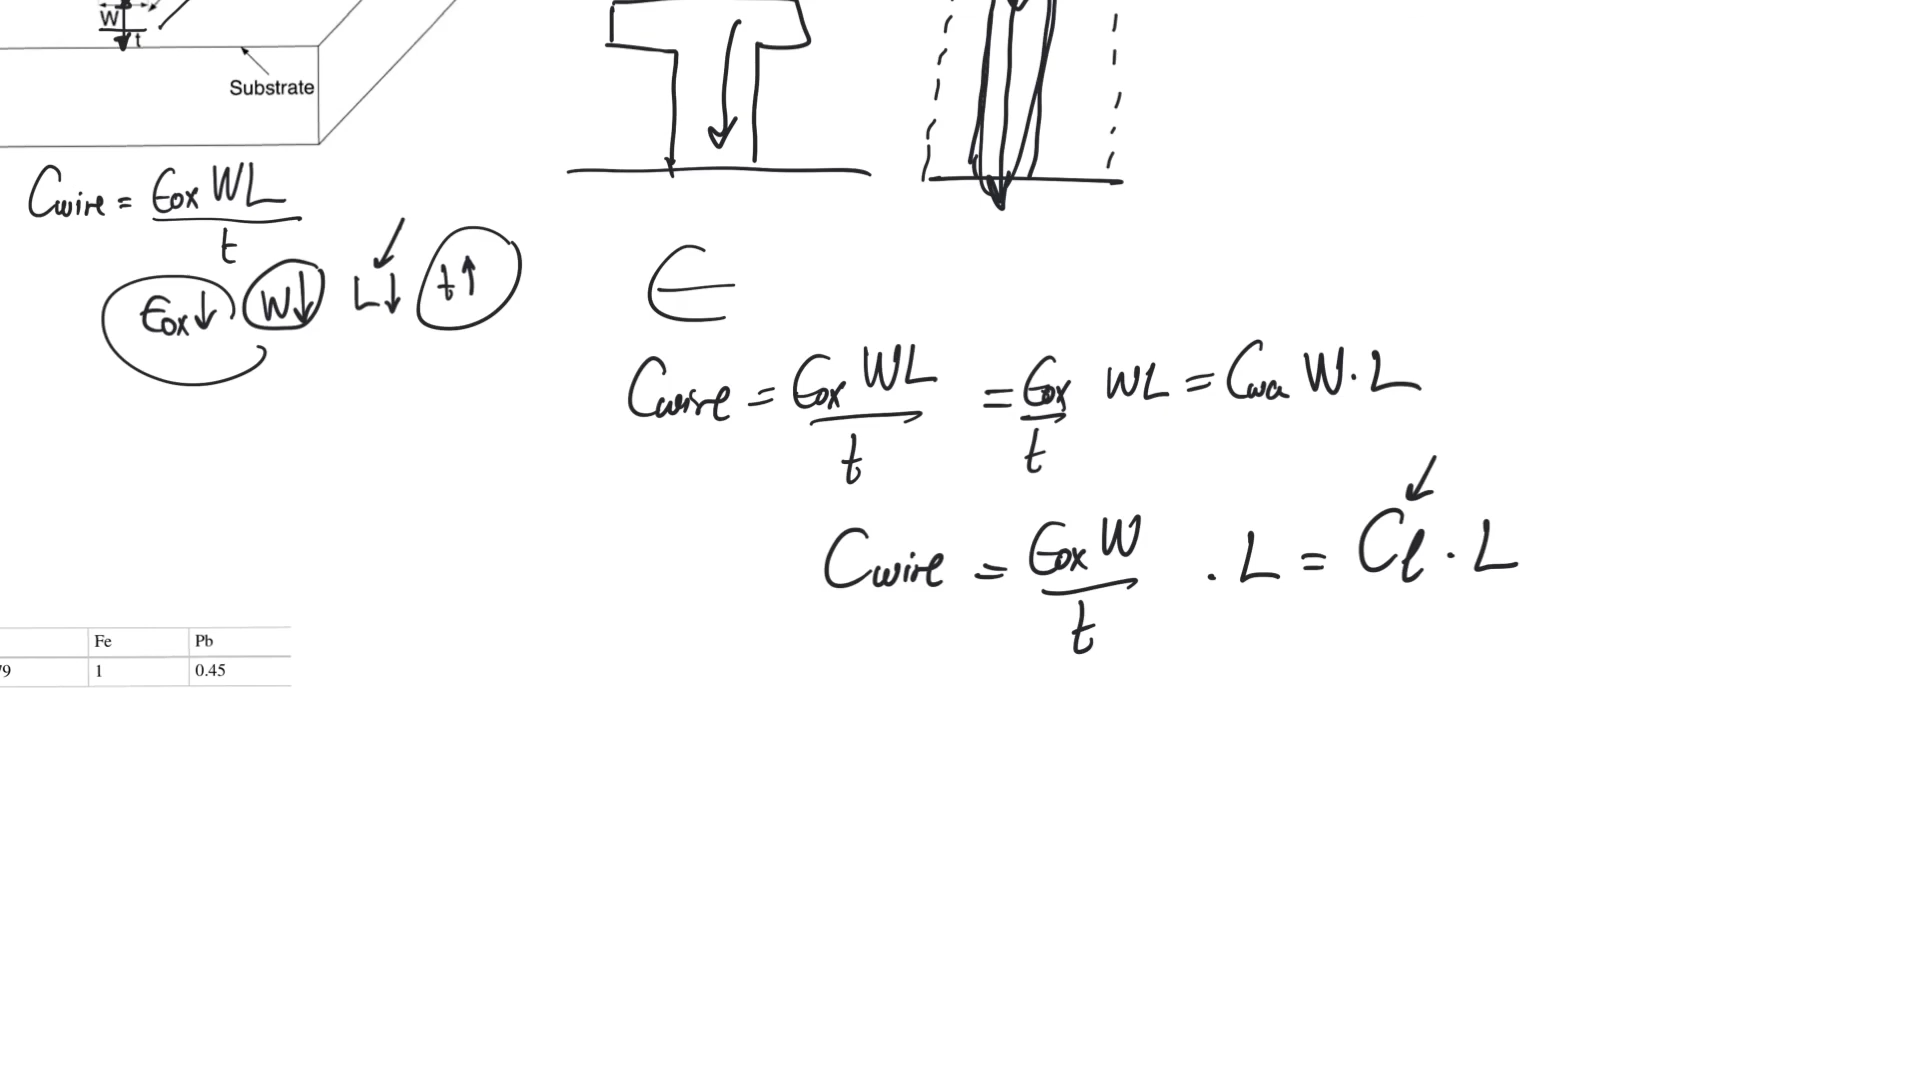 W
t
Substrate
Cwire = ϵox WL / t
ϵox↓ W↓ L↓ t↑
ϵ
Cwire = ϵox WL / t = ϵox / t WL = Cwa W · L
Cwire = ϵox W / t · L = Cℓ · L
Fe Pb
79 1 0.45